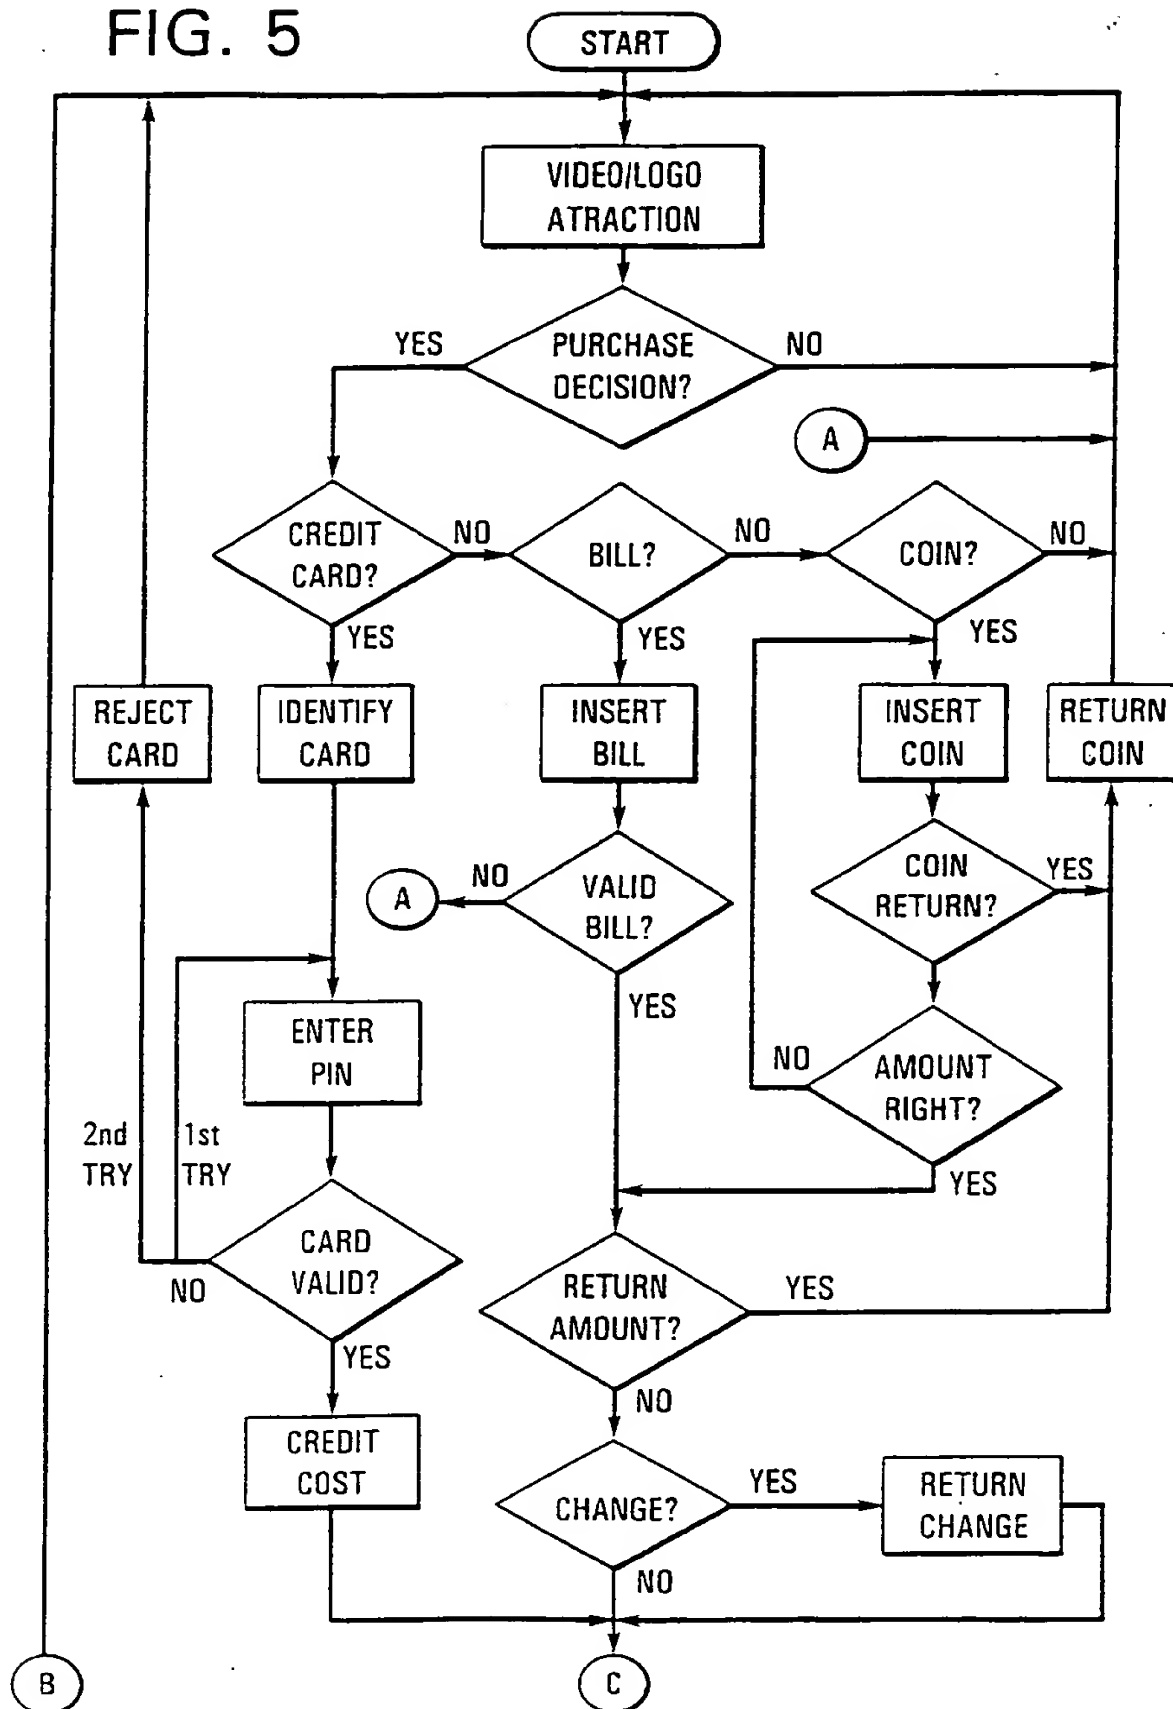 FIG. 5
START
VIDEO/LOGO
ATRACTION
YES
PURCHASE
DECISION?
NO
A
CREDIT
CARD?
NO
BILL?
NO
COIN?
NO
YES
YES
YES
REJECT
CARD
IDENTIFY
CARD
INSERT
BILL
INSERT
COIN
RETURN
COIN
A
NO
VALID
BILL?
COIN
RETURN?
YES
YES
ENTER
PIN
NO
AMOUNT
RIGHT?
2nd
TRY
1st
TRY
YES
CARD
VALID?
NO
RETURN
AMOUNT?
YES
YES
NO
CREDIT
COST
CHANGE?
YES
RETURN
CHANGE
NO
B
C